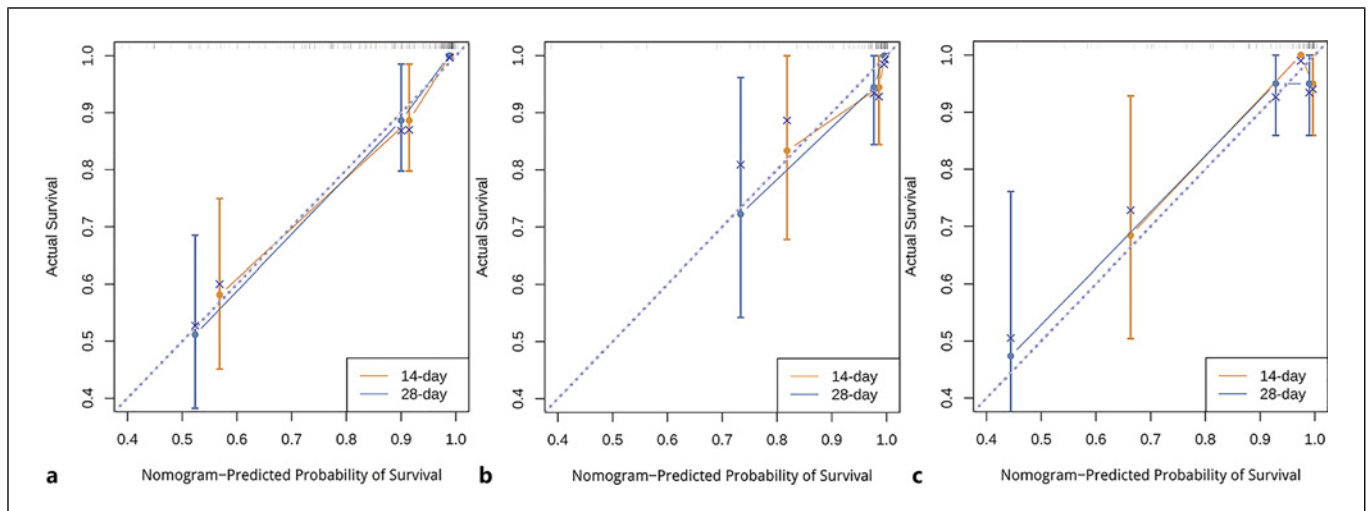 1.0
0.9
0.8
0.7
0.6
0.5
0.4
Actual Survival
14-day
28-day
0.4 0.5 0.6 0.7 0.8 0.9 1.0
a Nomogram−Predicted Probability of Survival
1.0
0.9
0.8
0.7
0.6
0.5
0.4
Actual Survival
14-day
28-day
0.4 0.5 0.6 0.7 0.8 0.9 1.0
b Nomogram−Predicted Probability of Survival
1.0
0.9
0.8
0.7
0.6
0.5
0.4
Actual Survival
14-day
28-day
0.4 0.5 0.6 0.7 0.8 0.9 1.0
c Nomogram−Predicted Probability of Survival